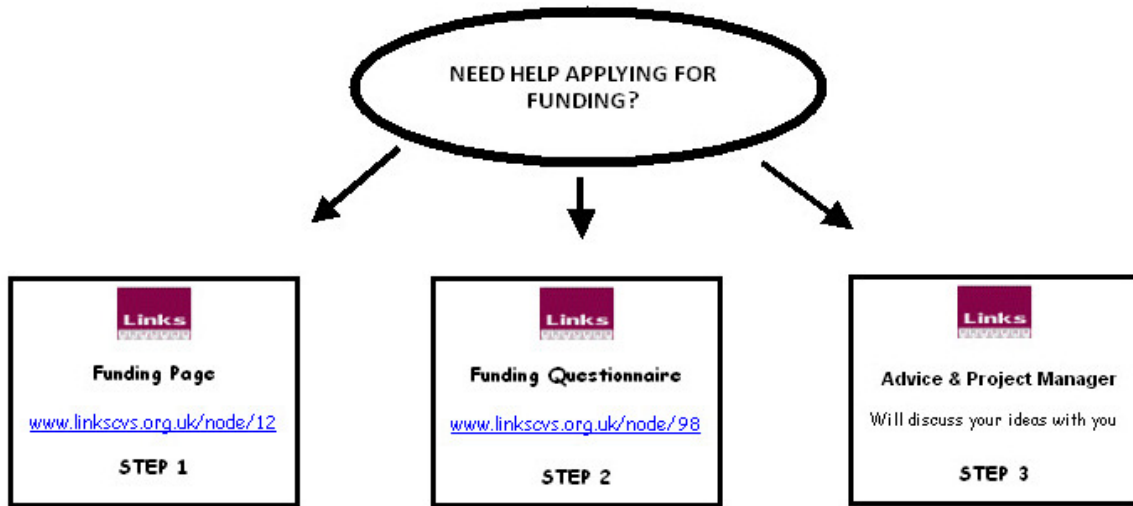 NEED HELP APPLYING FOR
FUNDING?
Links
Funding Page
www.linkscvs.org.uk/node/12
STEP 1
Links
Funding Questionnaire
www.linkscvs.org.uk/node/98
STEP 2
Links
Advice & Project Manager
Will discuss your ideas with you
STEP 3